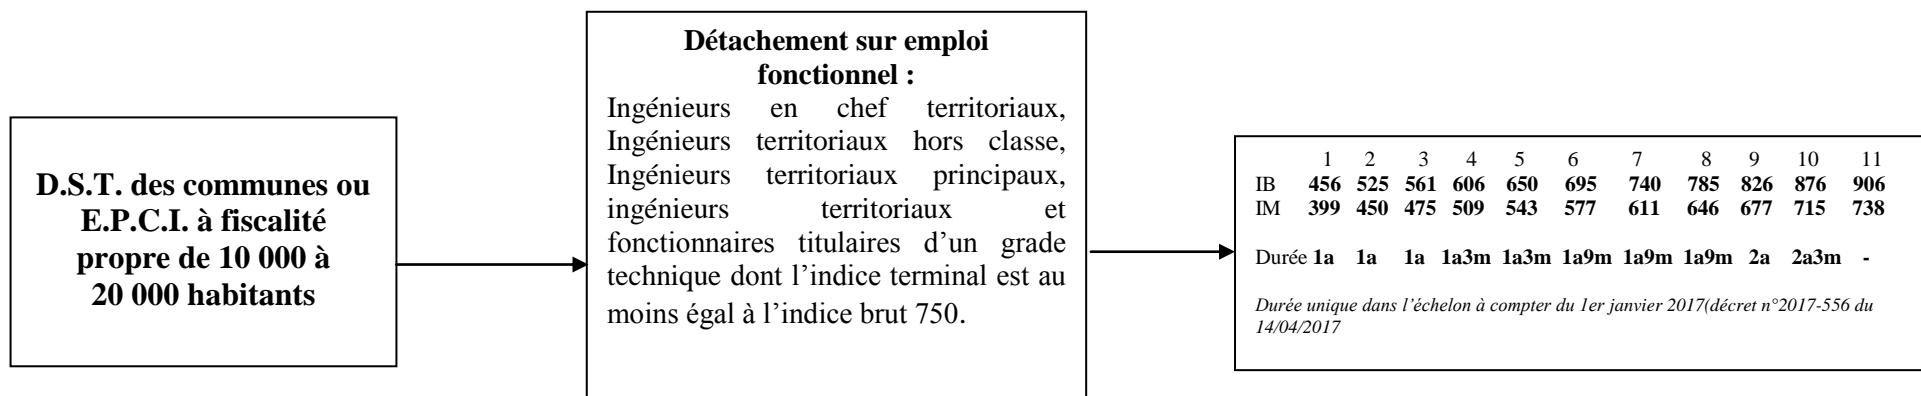 D.S.T. des communes ou
E.P.C.I. à fiscalité
propre de 10 000 à
20 000 habitants
Détachement sur emploi
fonctionnel :
Ingénieurs en chef territoriaux,
Ingénieurs territoriaux hors classe,
Ingénieurs territoriaux principaux,
ingénieurs territoriaux et
fonctionnaires titulaires d’un grade
technique dont l’indice terminal est au
moins égal à l’indice brut 750.
1 2 3 4 5 6 7 8 9 10 11
IB 456 525 561 606 650 695 740 785 826 876 906
IM 399 450 475 509 543 577 611 646 677 715 738
Durée 1a 1a 1a 1a3m 1a3m 1a9m 1a9m 1a9m 2a 2a3m -
Durée unique dans l’échelon à compter du 1er janvier 2017(décret n°2017-556 du
14/04/2017